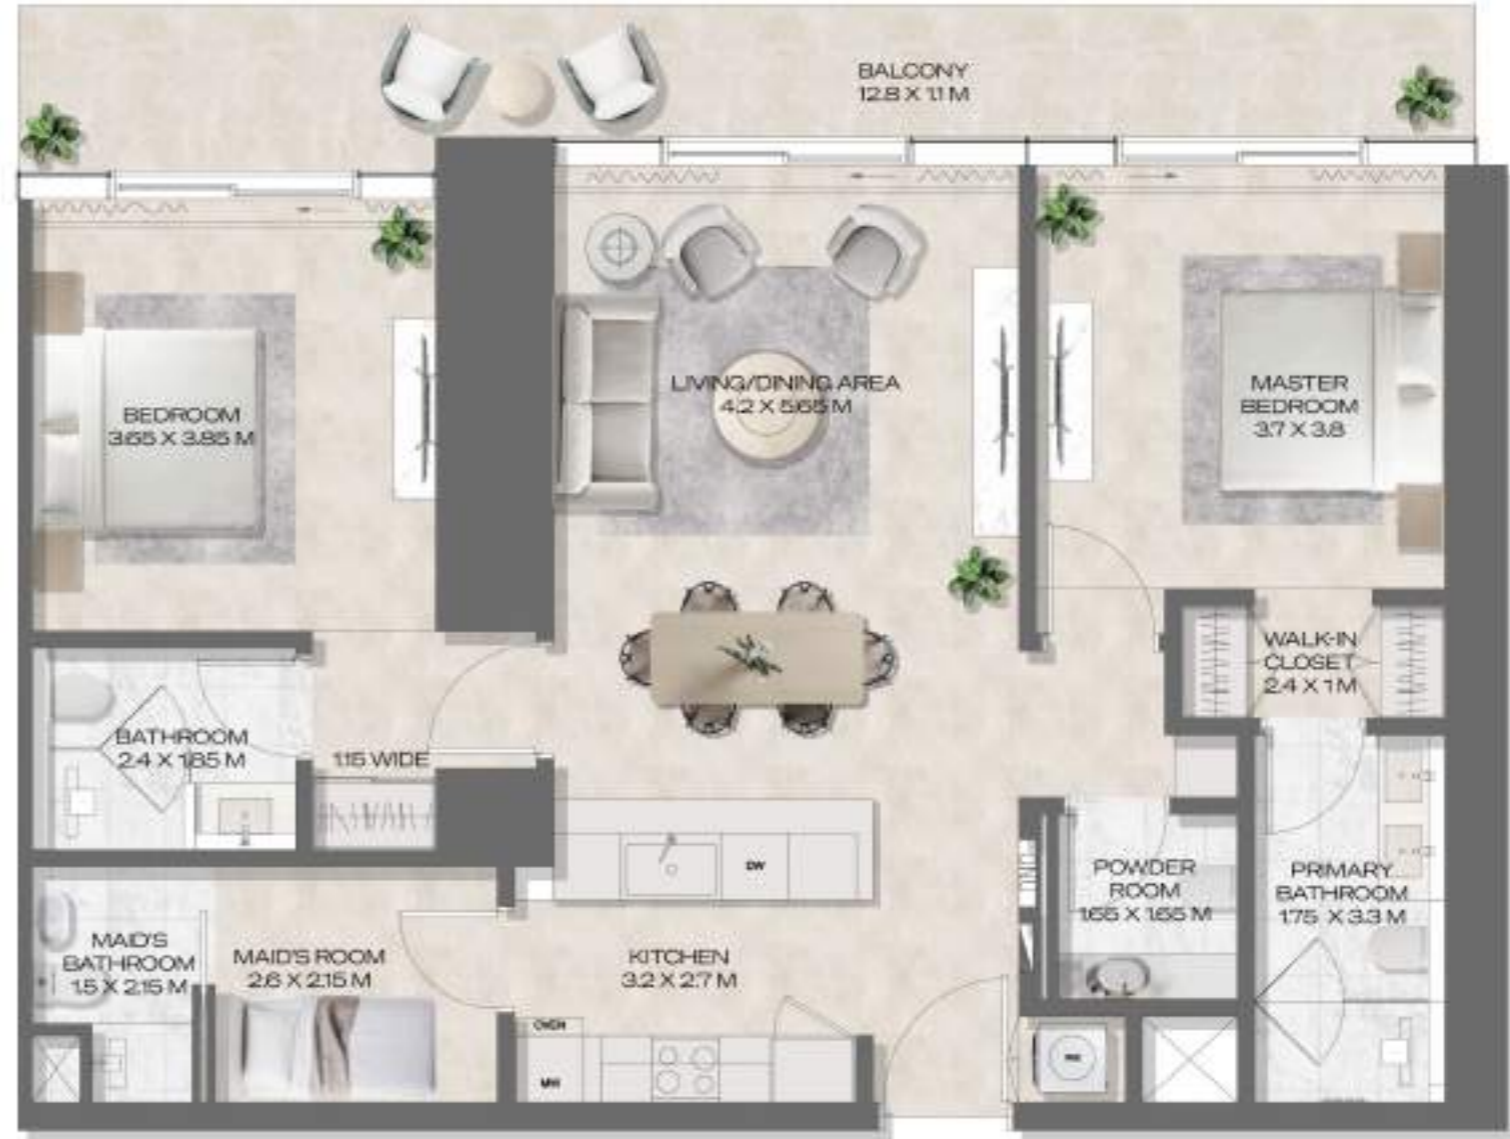 BALCONY
12.8 X 1.1 M
LIVING/DINING AREA
4.2 X 5.65 M
MASTER
BEDROOM
3.7 X 3.8
BEDROOM
3.65 X 3.85 M
WALK-IN
CLOSET
2.4 X 1 M
BATHROOM
2.4 X 1.85 M
1.15 WIDE
DW
POWDER
ROOM
1.65 X 1.65 M
PRIMARY
BATHROOM
1.75 X 3.3 M
MAID'S
BATHROOM
1.5 X 2.15 M
MAID'S ROOM
2.6 X 2.15 M
KITCHEN
3.2 X 2.7 M
OVEN
MW